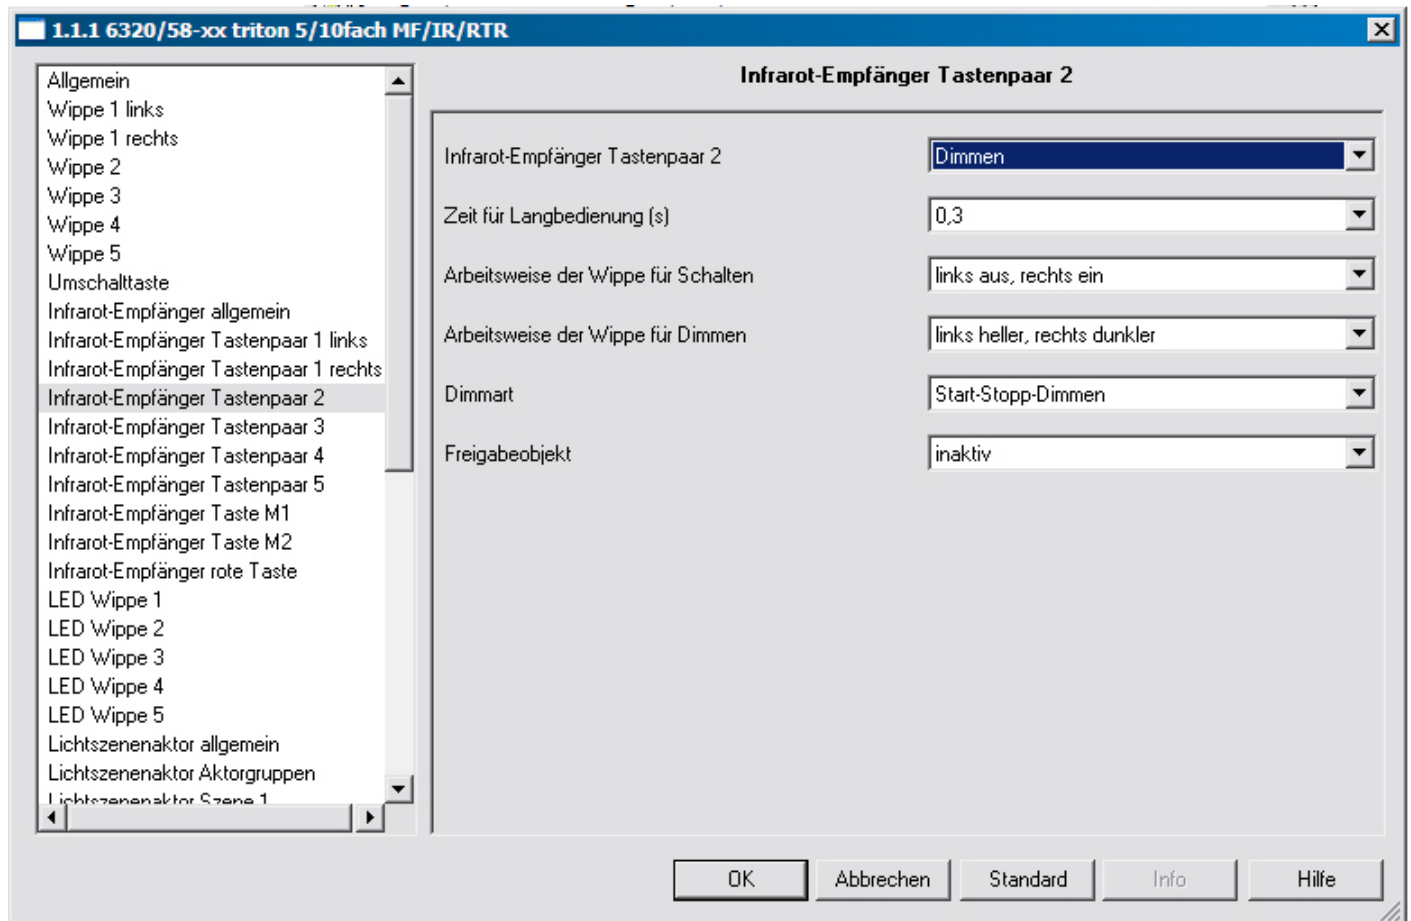 1.1.1 6320/58-xx triton 5/10fach MF/IR/RTR
Allgemein
Wippe 1 links
Wippe 1 rechts
Wippe 2
Wippe 3
Wippe 4
Wippe 5
Umschalttaste
Infrarot-Empfänger allgemein
Infrarot-Empfänger Tastenpaar 1 links
Infrarot-Empfänger Tastenpaar 1 rechts
Infrarot-Empfänger Tastenpaar 2
Infrarot-Empfänger Tastenpaar 3
Infrarot-Empfänger Tastenpaar 4
Infrarot-Empfänger Tastenpaar 5
Infrarot-Empfänger Taste M1
Infrarot-Empfänger Taste M2
Infrarot-Empfänger rote Taste
LED Wippe 1
LED Wippe 2
LED Wippe 3
LED Wippe 4
LED Wippe 5
Lichtszenenaktor allgemein
Lichtszenenaktor Aktorgruppen
Lichtszenenaktor Szene 1
Infrarot-Empfänger Tastenpaar 2
Infrarot-Empfänger Tastenpaar 2 Dimmen
Zeit für Langbedienung (s) 0,3
Arbeitsweise der Wippe für Schalten links aus, rechts ein
Arbeitsweise der Wippe für Dimmen links heller, rechts dunkler
Dimmart Start-Stopp-Dimmen
Freigabeobjekt inaktiv
OK Abbrechen Standard Info Hilfe